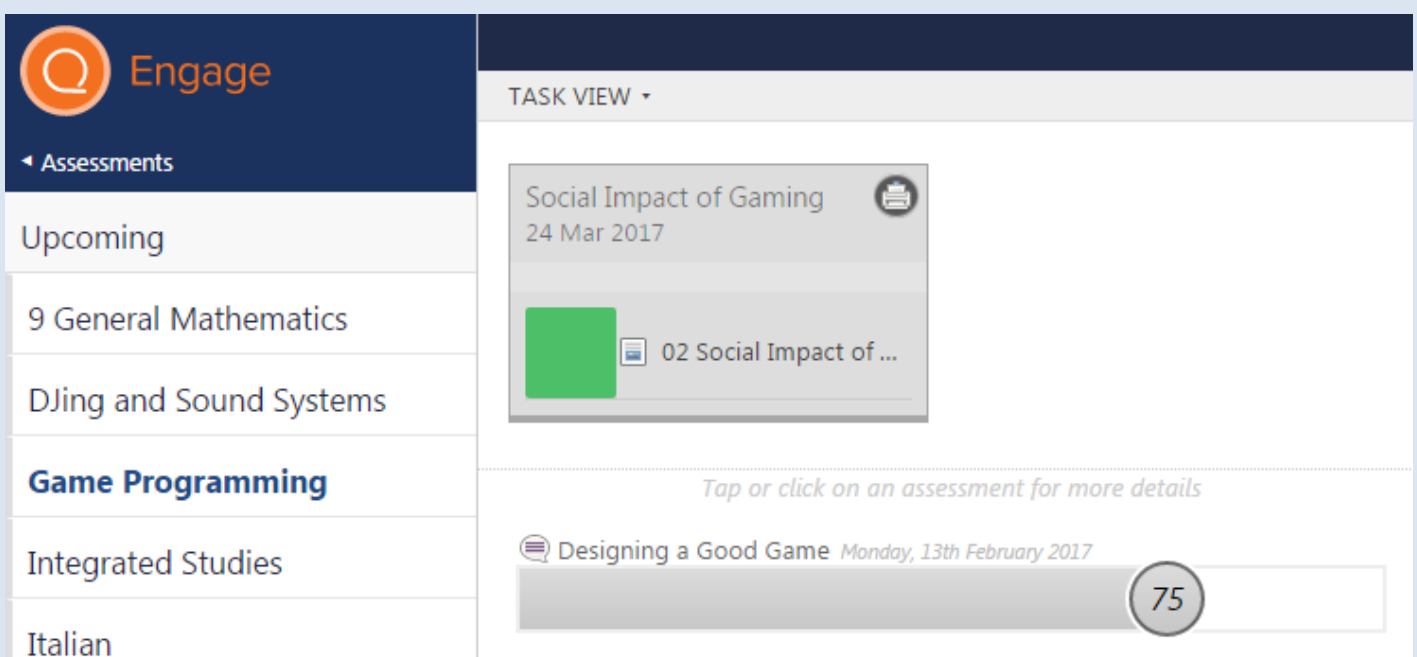 Engage
Assessments
Upcoming
9 General Mathematics
DJing and Sound Systems
Game Programming
Integrated Studies
Italian
TASK VIEW
Social Impact of Gaming
24 Mar 2017
02 Social Impact of ...
Tap or click on an assessment for more details
Designing a Good Game Monday, 13th February 2017
75